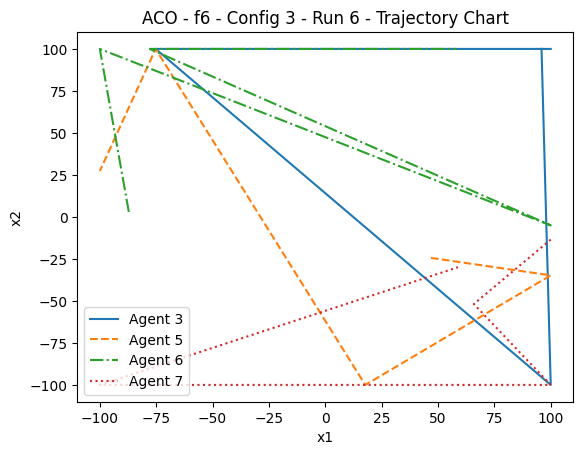 ACO - f6 - Config 3 - Run 6 - Trajectory Chart
x2
100
75
50
25
0
−25
−50
−75
−100
Agent 3
Agent 5
Agent 6
Agent 7
−100 −75 −50 −25 0 25 50 75 100
x1